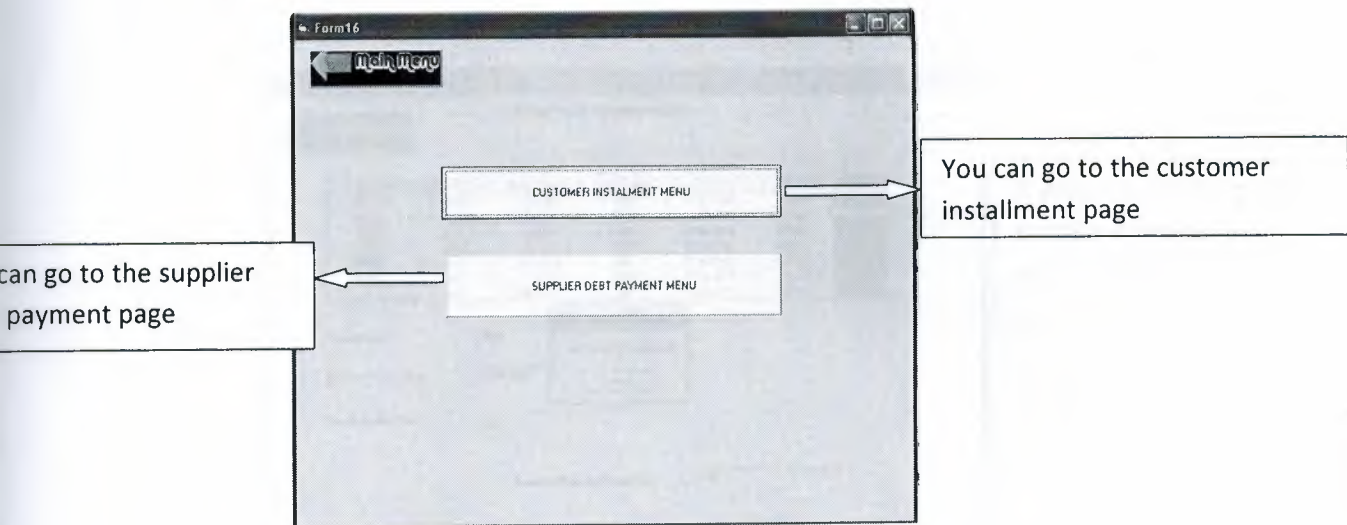 Form16
Main Menu
CUSTOMER INSTALMENT MENU
You can go to the customer
installment page
can go to the supplier
payment page
SUPPLIER DEBT PAYMENT MENU